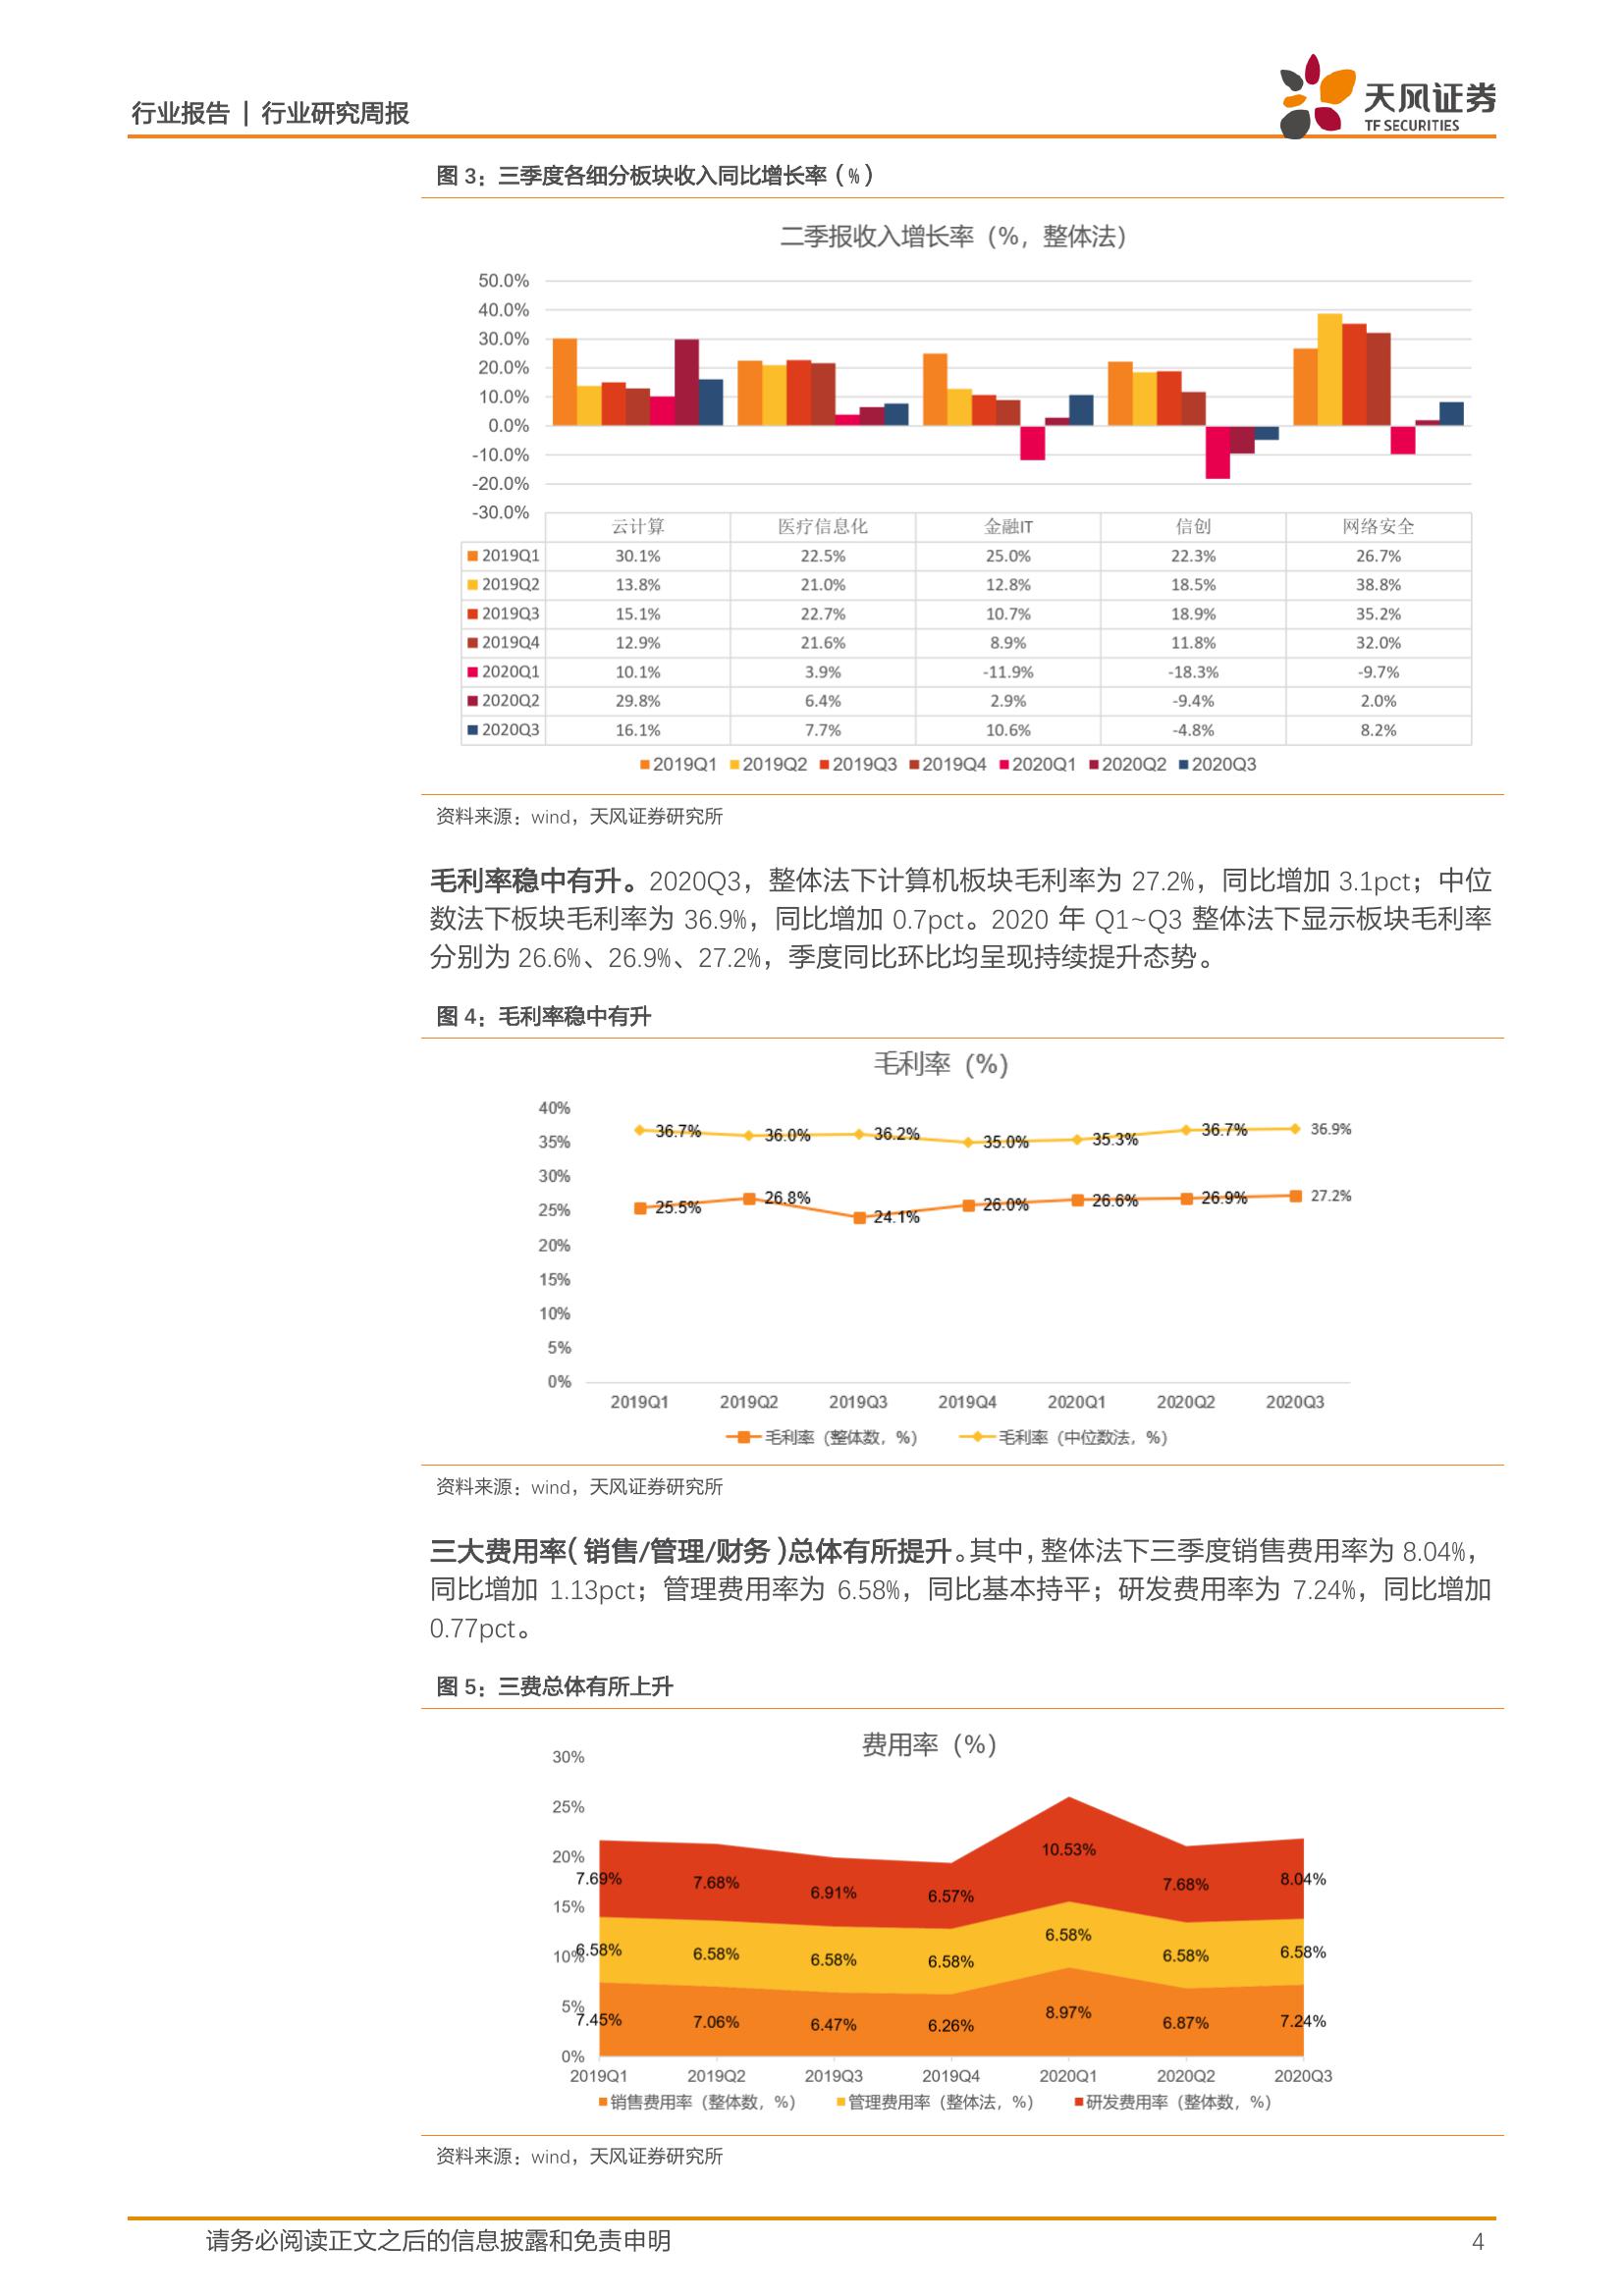 行业报告 | 行业研究周报
天风证券
TF SECURITIES
图 3：三季度各细分板块收入同比增长率（%）
二季报收入增长率（%，整体法）
50.0%
40.0%
30.0%
20.0%
10.0%
0.0%
-10.0%
-20.0%
-30.0%
云计算 医疗信息化 金融IT 信创 网络安全
2019Q1 30.1% 22.5% 25.0% 22.3% 26.7%
2019Q2 13.8% 21.0% 12.8% 18.5% 38.8%
2019Q3 15.1% 22.7% 10.7% 18.9% 35.2%
2019Q4 12.9% 21.6% 8.9% 11.8% 32.0%
2020Q1 10.1% 3.9% -11.9% -18.3% -9.7%
2020Q2 29.8% 6.4% 2.9% -9.4% 2.0%
2020Q3 16.1% 7.7% 10.6% -4.8% 8.2%
2019Q1 2019Q2 2019Q3 2019Q4 2020Q1 2020Q2 2020Q3
资料来源：wind，天风证券研究所
毛利率稳中有升。2020Q3，整体法下计算机板块毛利率为 27.2%，同比增加 3.1pct；中位
数法下板块毛利率为 36.9%，同比增加 0.7pct。2020 年 Q1~Q3 整体法下显示板块毛利率
分别为 26.6%、26.9%、27.2%，季度同比环比均呈现持续提升态势。
图 4：毛利率稳中有升
毛利率（%）
40%
35%
30%
25%
20%
15%
10%
5%
0%
36.7% 36.0% 36.2% 35.0% 35.3% 36.7% 36.9%
25.5% 26.8% 24.1% 26.0% 26.6% 26.9% 27.2%
2019Q1 2019Q2 2019Q3 2019Q4 2020Q1 2020Q2 2020Q3
毛利率（整体数，%） 毛利率（中位数法，%）
资料来源：wind，天风证券研究所
三大费用率（销售/管理/财务）总体有所提升。其中，整体法下三季度销售费用率为 8.04%，
同比增加 1.13pct；管理费用率为 6.58%，同比基本持平；研发费用率为 7.24%，同比增加
0.77pct。
图 5：三费总体有所上升
费用率（%）
30%
25%
20%
15%
10%
5%
0%
7.69% 7.68% 6.91% 6.57% 10.53% 7.68% 8.04%
6.58% 6.58% 6.58% 6.58% 6.58% 6.58% 6.58%
7.45% 7.06% 6.47% 6.26% 8.97% 6.87% 7.24%
2019Q1 2019Q2 2019Q3 2019Q4 2020Q1 2020Q2 2020Q3
销售费用率（整体数，%） 管理费用率（整体法，%） 研发费用率（整体数，%）
资料来源：wind，天风证券研究所
请务必阅读正文之后的信息披露和免责申明 4